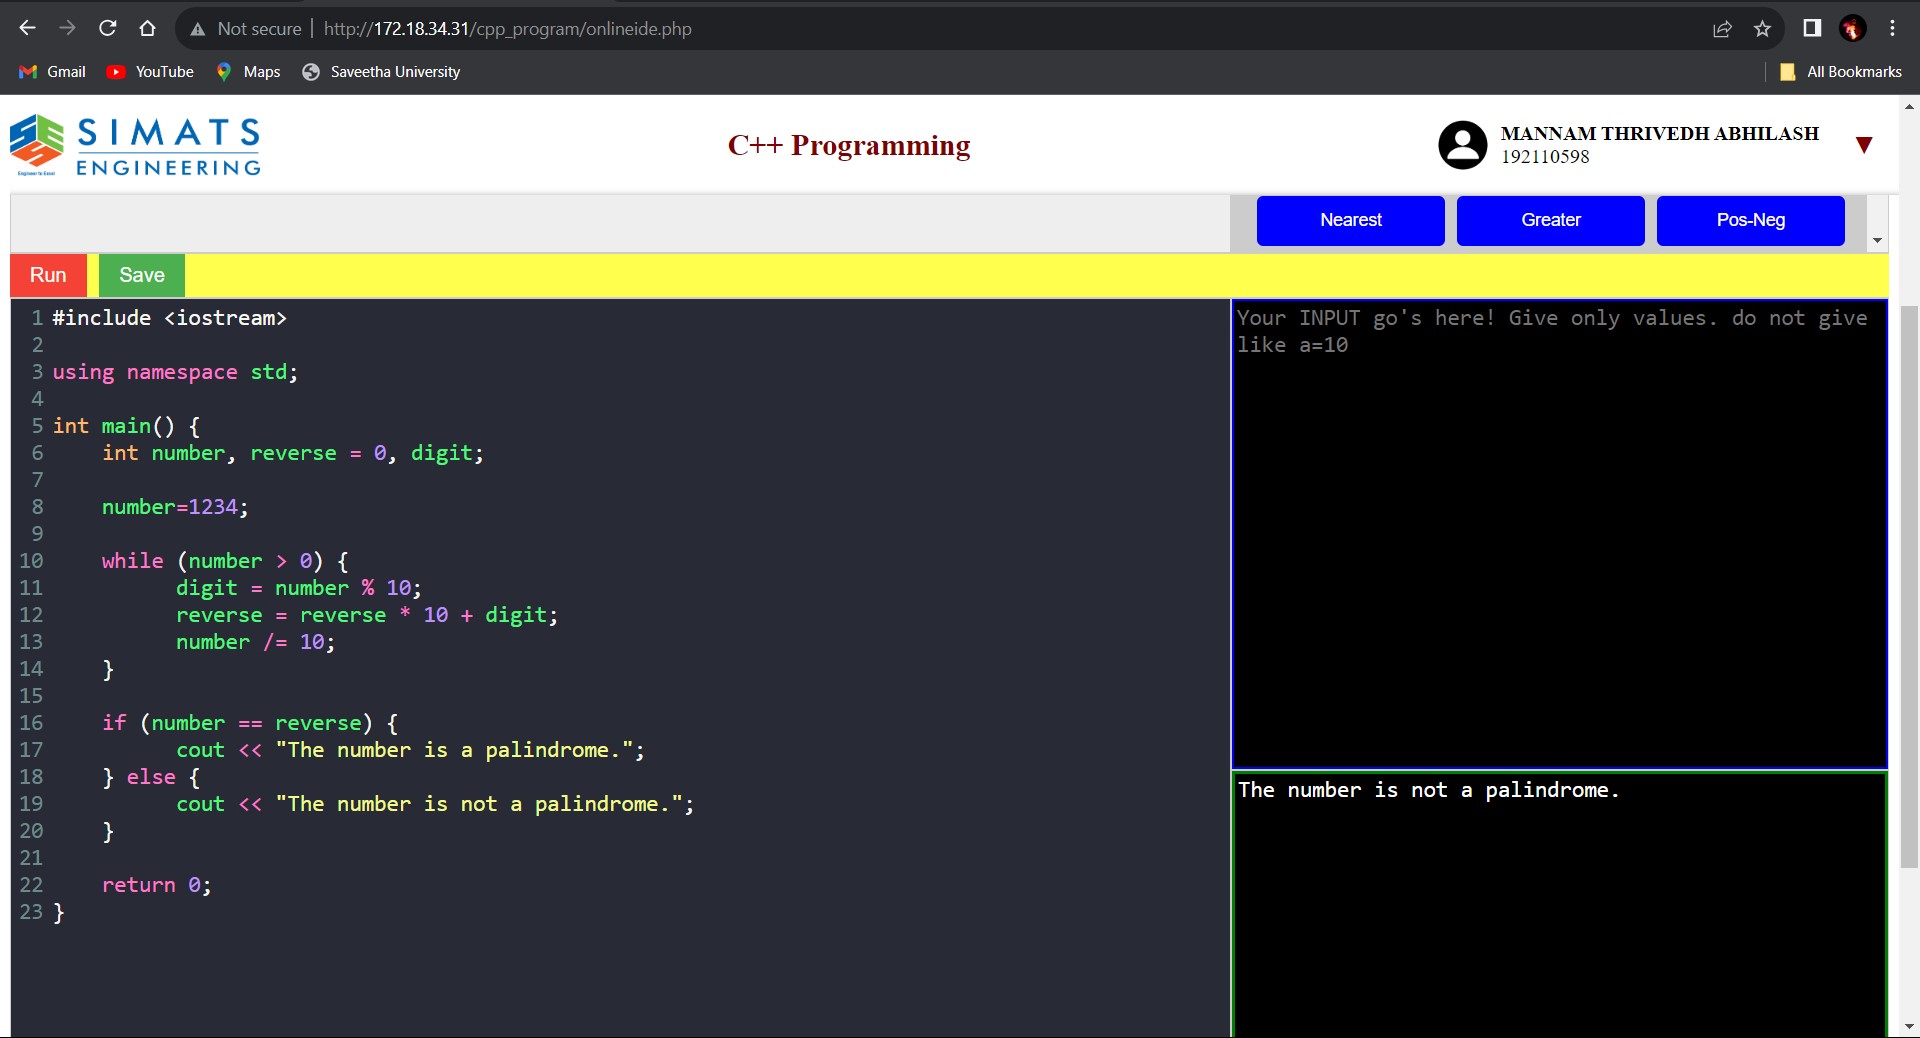 Not secure | http://172.18.34.31/cpp_program/onlineide.php
Gmail YouTube Maps Saveetha University All Bookmarks
SIMATS
ENGINEERING
Engineer to Excel
C++ Programming
MANNAM THRIVEDH ABHILASH
192110598
Nearest Greater Pos-Neg
Run Save
1 #include <iostream>
2
3 using namespace std;
4
5 int main() {
6     int number, reverse = 0, digit;
7
8     number=1234;
9
10     while (number > 0) {
11           digit = number % 10;
12           reverse = reverse * 10 + digit;
13           number /= 10;
14     }
15
16     if (number == reverse) {
17           cout << "The number is a palindrome.";
18     } else {
19           cout << "The number is not a palindrome.";
20     }
21
22     return 0;
23 }
Your INPUT go's here! Give only values. do not give
like a=10
The number is not a palindrome.